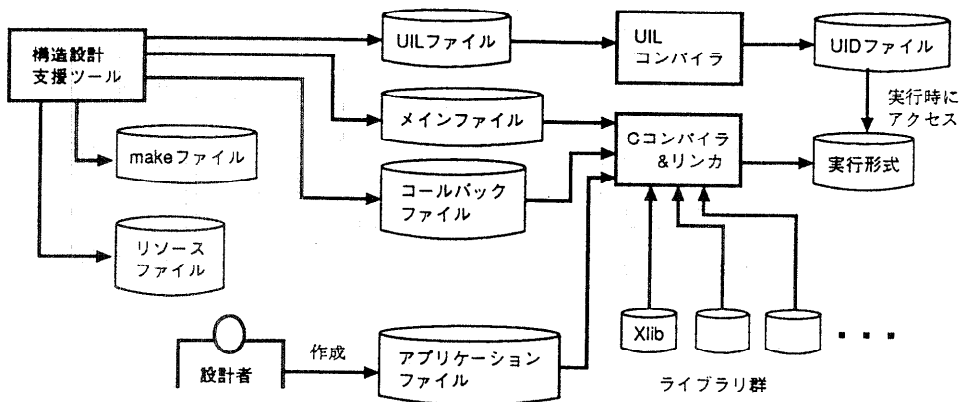 構造設計
支援ツール
UILファイル
UIL
コンパイラ
UIDファイル
実行時に
アクセス
メインファイル
Cコンパイラ
&リンカ
実行形式
makeファイル
コールバック
ファイル
リソース
ファイル
Xlib
設計者
作成
アプリケーション
ファイル
ライブラリ群